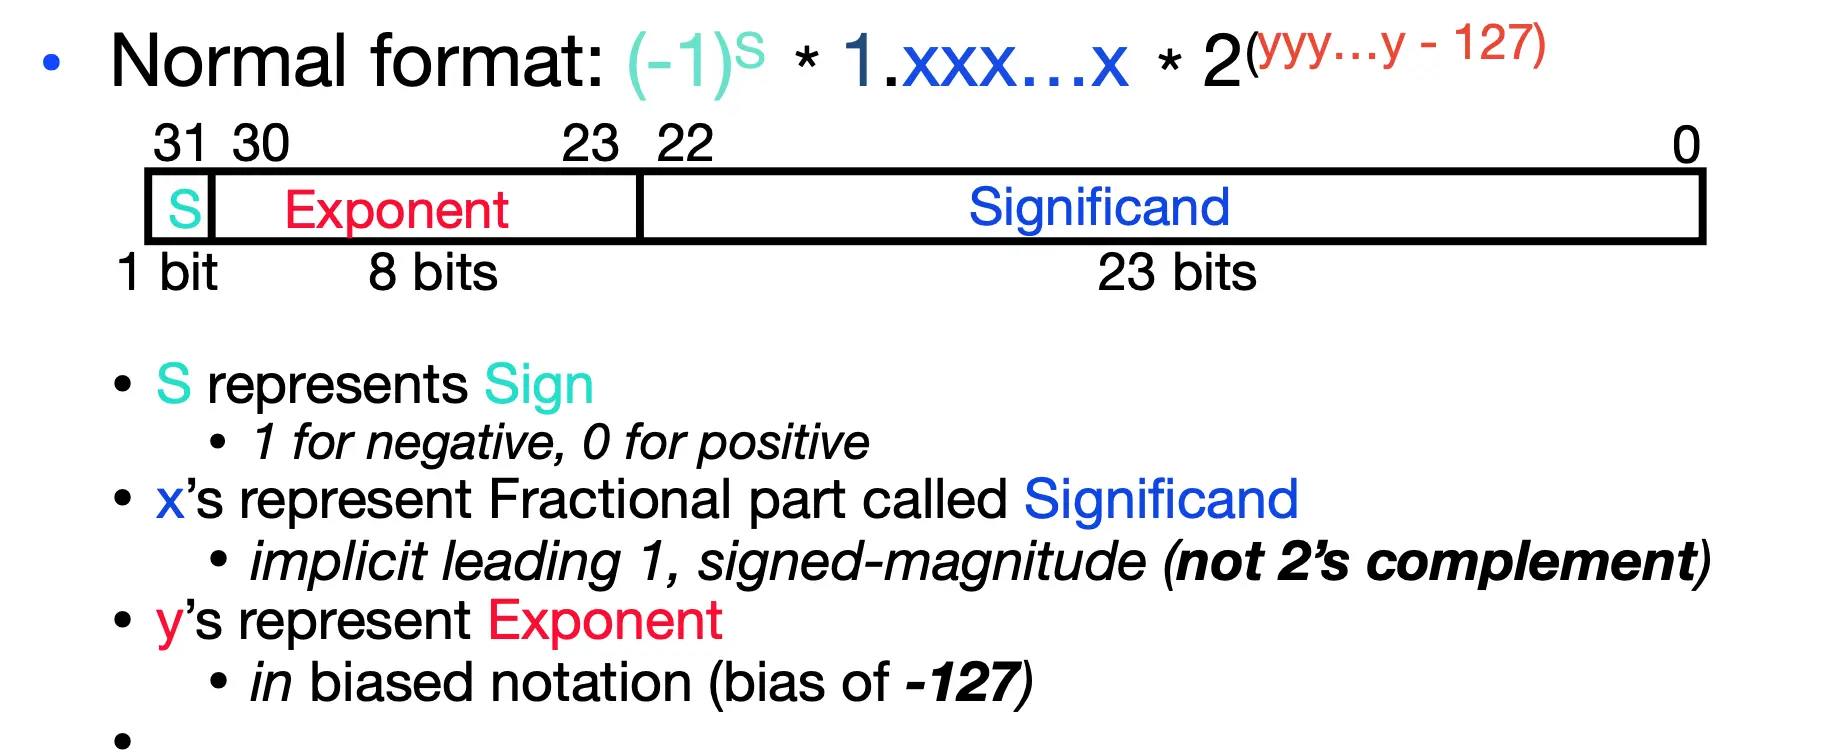 • Normal format: (-1)^S * 1.xxx…x * 2^(yyy…y - 127)
31 30 23 22 0
S Exponent Significand
1 bit 8 bits 23 bits
• S represents Sign
• 1 for negative, 0 for positive
• x’s represent Fractional part called Significand
• implicit leading 1, signed-magnitude (not 2’s complement)
• y’s represent Exponent
• in biased notation (bias of -127)
•